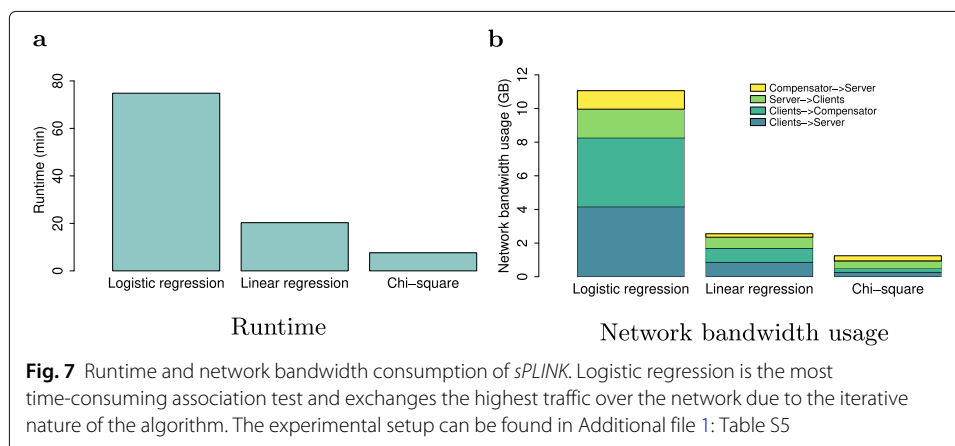 a
Runtime (min)
80
60
40
20
0
Logistic regression
Linear regression
Chi−square
Runtime
b
Network bandwidth usage (GB)
12
10
8
6
4
2
0
Compensator−>Server
Server−>Clients
Clients−>Compensator
Clients−>Server
Logistic regression
Linear regression
Chi−square
Network bandwidth usage
Fig. 7 Runtime and network bandwidth consumption of sPLINK. Logistic regression is the most
time-consuming association test and exchanges the highest traffic over the network due to the iterative
nature of the algorithm. The experimental setup can be found in Additional file 1: Table S5